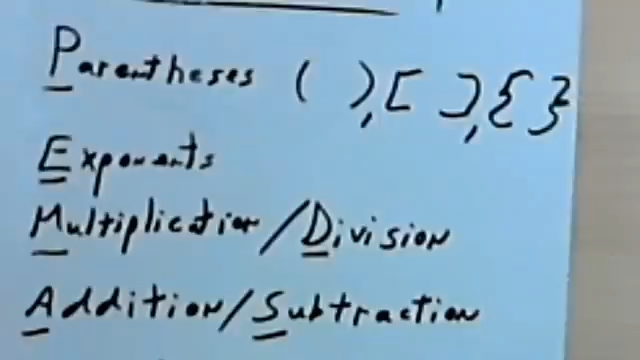 Parentheses ( ), [ ], { }
Exponents
Multiplication/Division
Addition/Subtraction